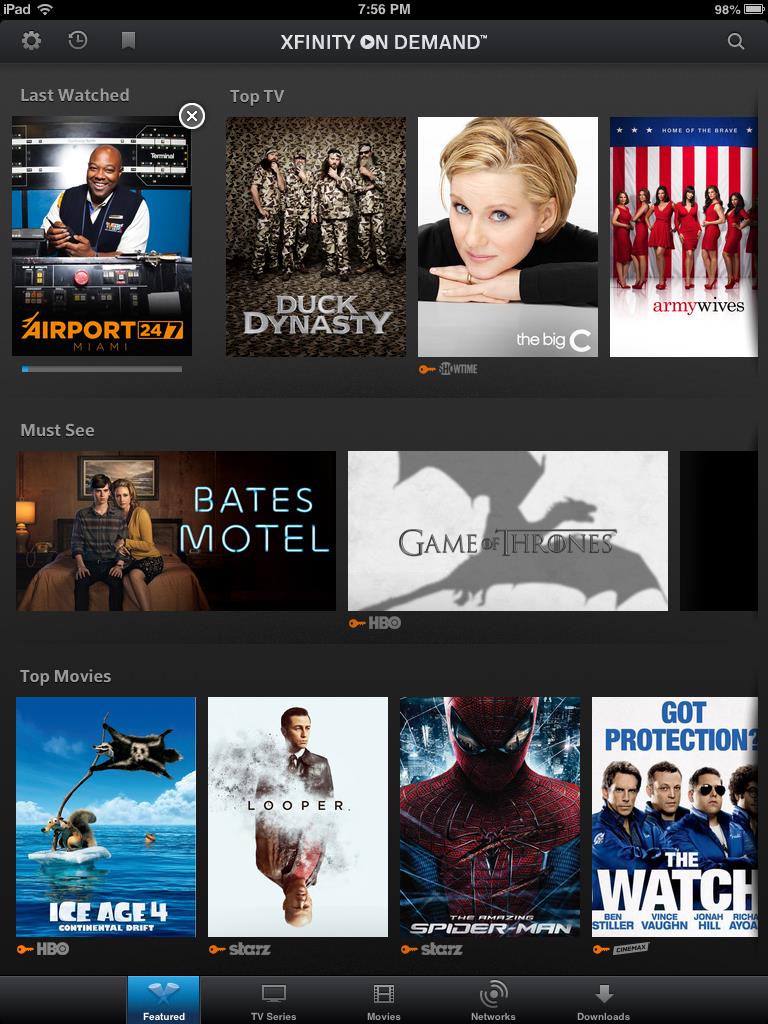 iPad 7:56 PM 98%
XFINITY ON DEMAND™
Last Watched
Top TV
Terminal
AIRPORT 24 7
MIAMI
DUCK
DYNASTY
the big C
SHOWTIME
HOME OF THE BRAVE
armywives
Must See
BATES
MOTEL
GAME OF THRONES
HBO
Top Movies
ICE AGE 4
CONTINENTAL DRIFT
HBO
LOOPER
starz
THE AMAZING
SPIDER-MAN
starz
GOT
PROTECTION?
THE
WATCH
BEN VINCE JONAH RICHA
STILLER VAUGHN HILL AYOA
CINEMAX
Featured
TV Series
Movies
Networks
Downloads